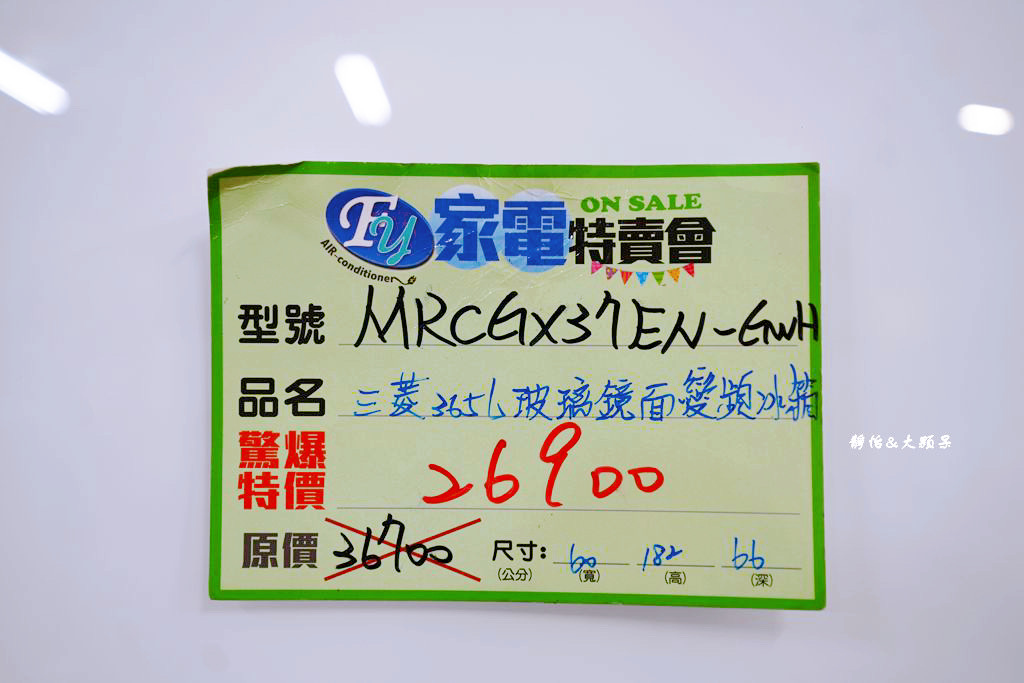 FY 家電特賣會 ON SALE
AIR-conditioner
型號 MRCGX37EN-GWH
品名 三菱365L玻璃鏡面變頻冰箱
驚爆特價 26900
原價 36700 尺寸: 60 182 66
(公分) (寬) (高) (深)
靜怡&大顆呆